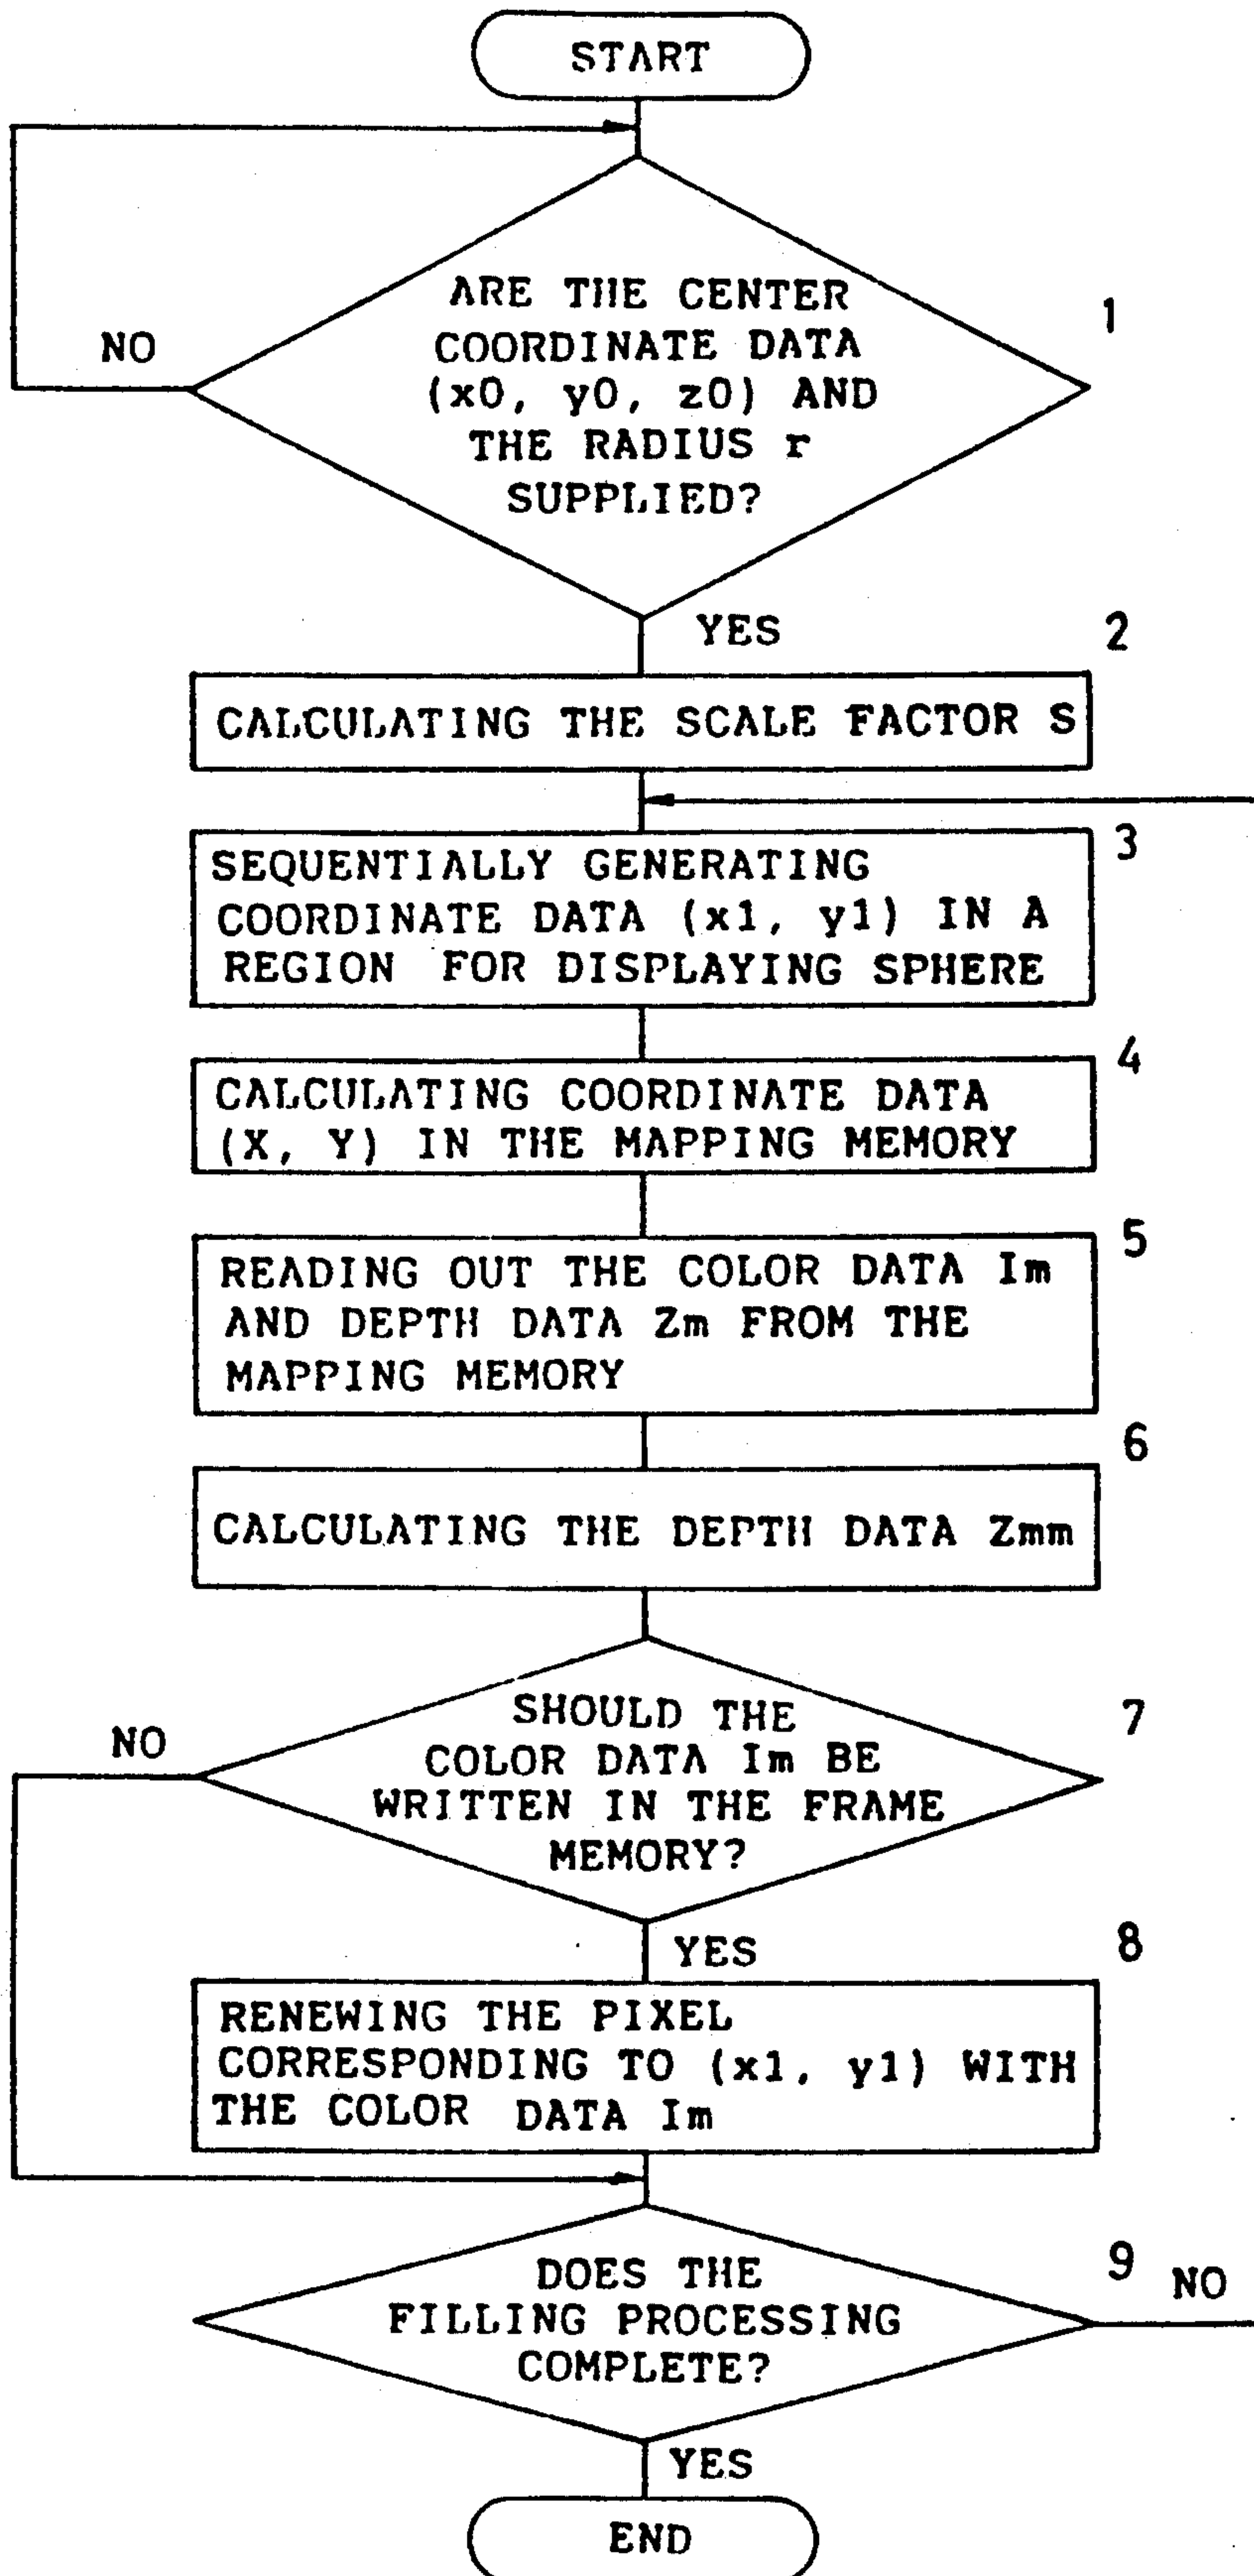 START
ARE THE CENTER
COORDINATE DATA
(x0, y0, z0) AND
THE RADIUS r
SUPPLIED?
1
NO
YES
2
CALCULATING THE SCALE FACTOR S
3
SEQUENTIALLY GENERATING
COORDINATE DATA (x1, y1) IN A
REGION FOR DISPLAYING SPHERE
4
CALCULATING COORDINATE DATA
(X, Y) IN THE MAPPING MEMORY
5
READING OUT THE COLOR DATA Im
AND DEPTH DATA Zm FROM THE
MAPPING MEMORY
6
CALCULATING THE DEPTH DATA Zmm
7
NO
SHOULD THE
COLOR DATA Im BE
WRITTEN IN THE FRAME
MEMORY?
YES
8
RENEWING THE PIXEL
CORRESPONDING TO (x1, y1) WITH
THE COLOR DATA Im
9
NO
DOES THE
FILLING PROCESSING
COMPLETE?
YES
END